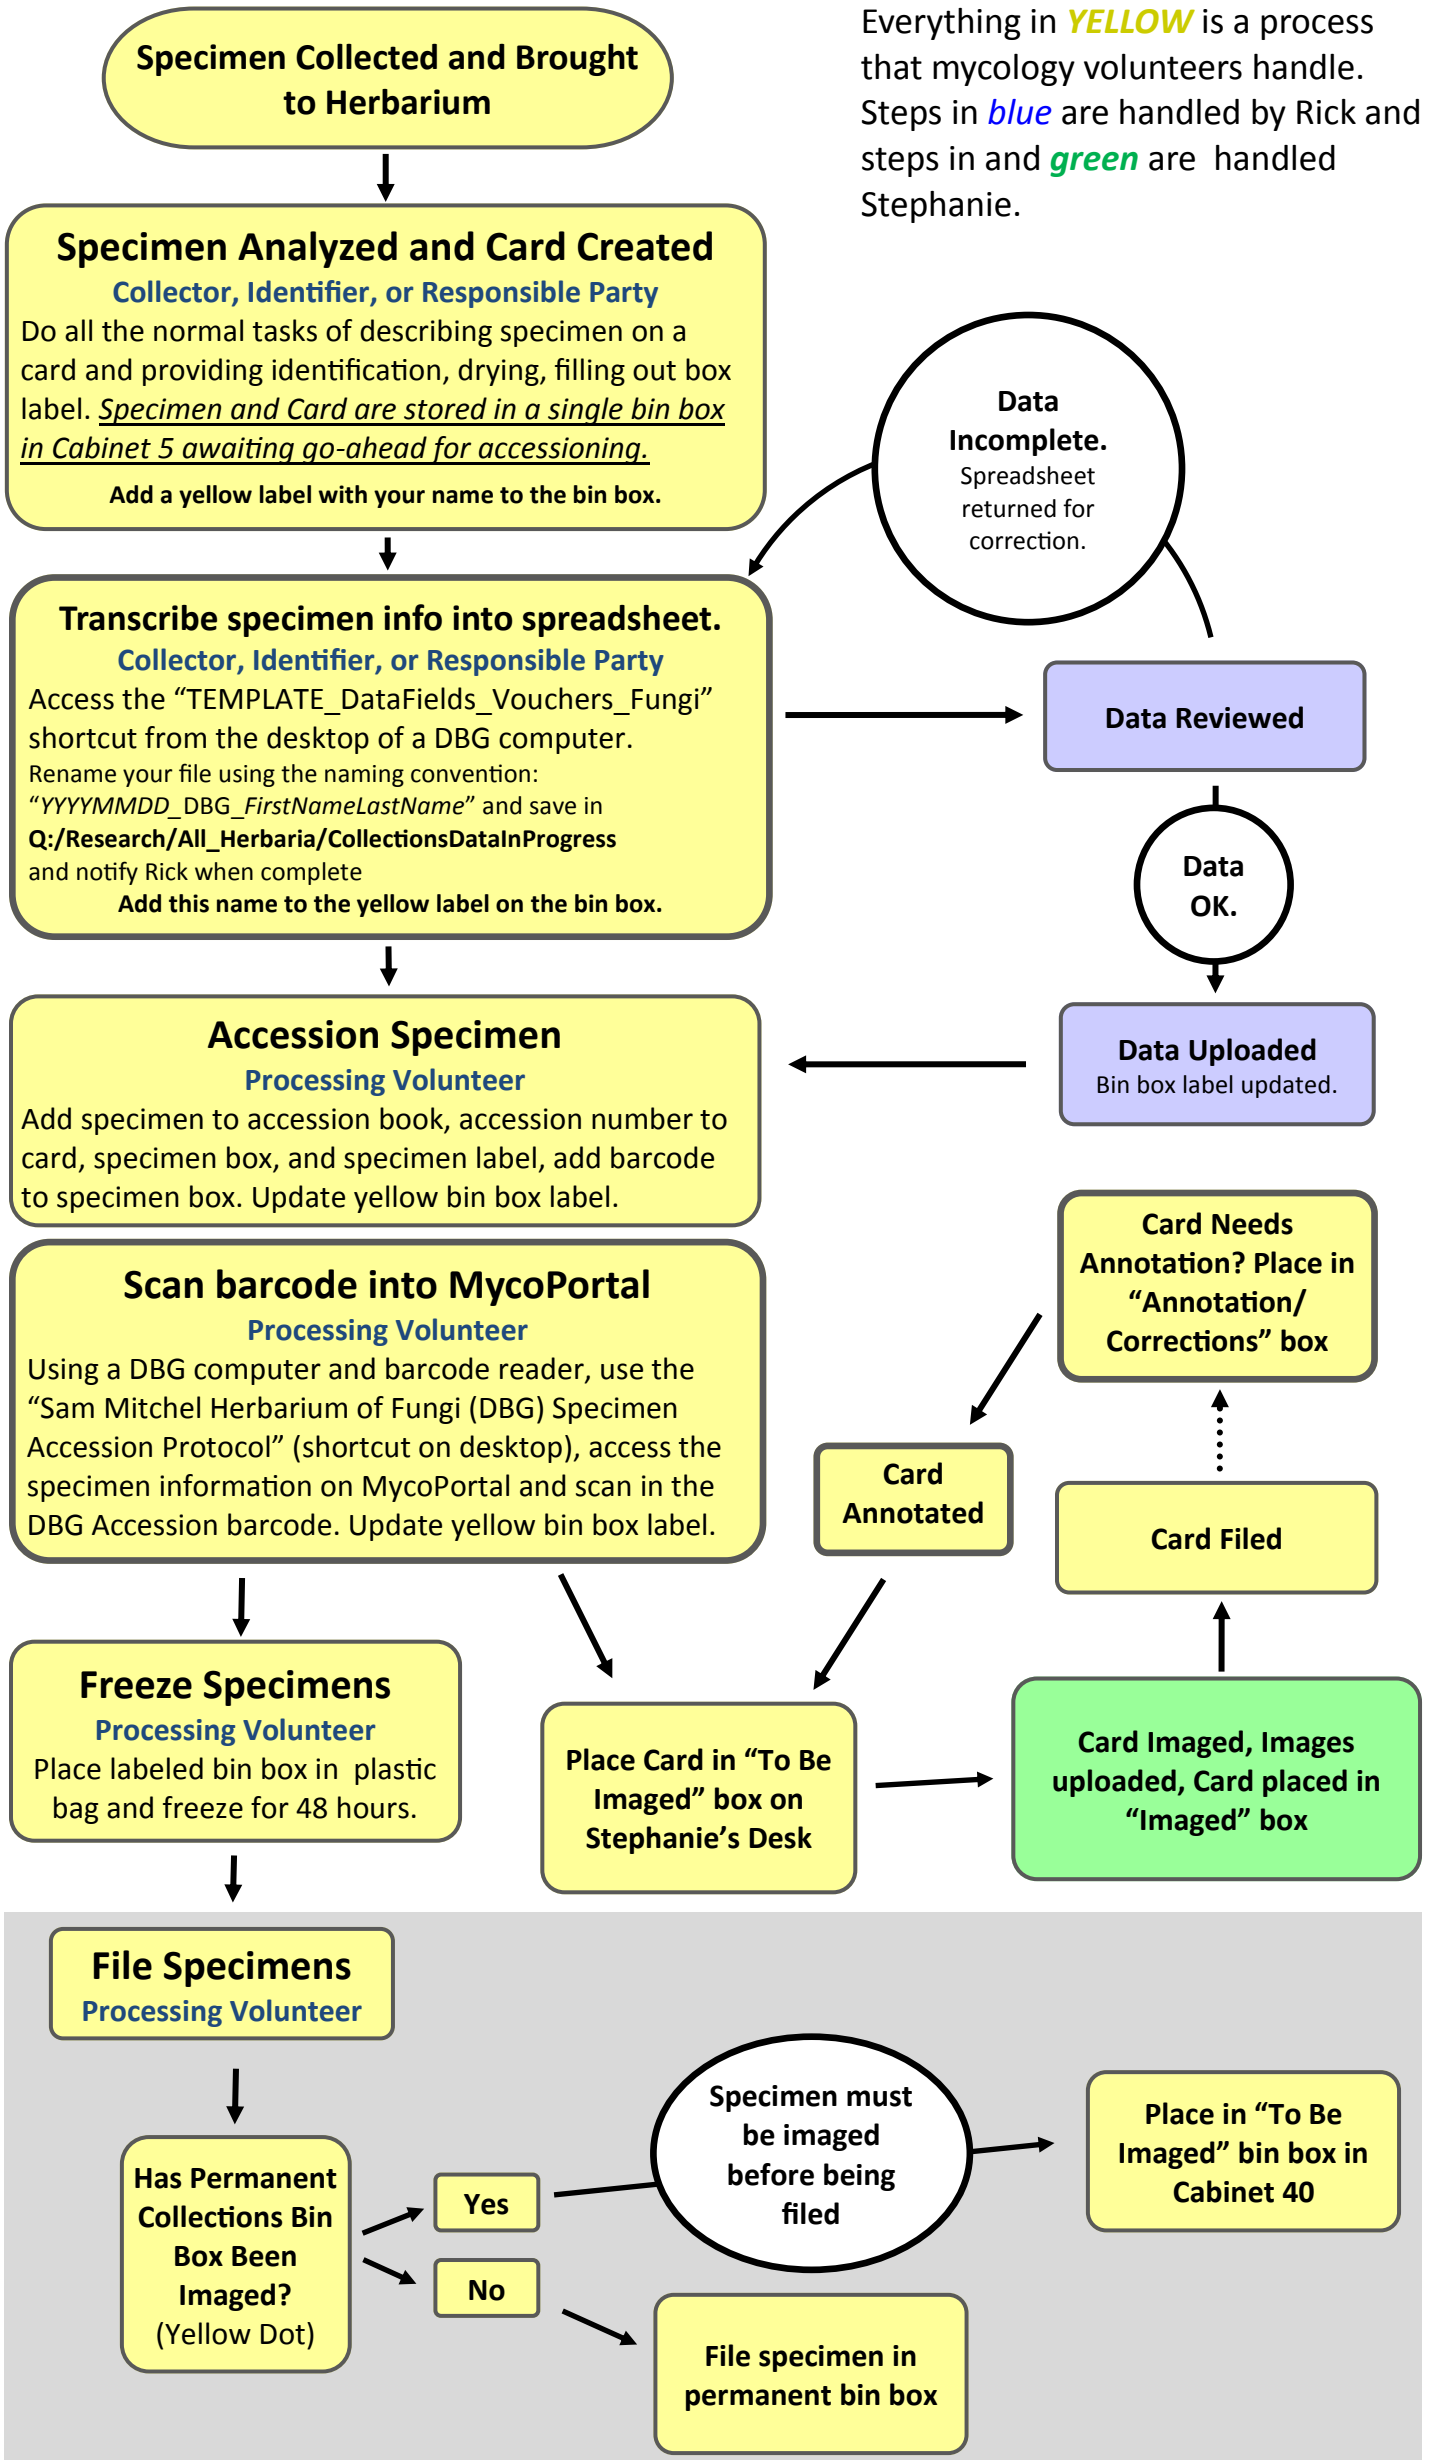 Specimen Collected and Brought
to Herbarium
Everything in YELLOW is a process
that mycology volunteers handle.
Steps in blue are handled by Rick and
steps in and green are handled
Stephanie.
Specimen Analyzed and Card Created
Collector, Identifier, or Responsible Party
Do all the normal tasks of describing specimen on a
card and providing identification, drying, filling out box
label. Specimen and Card are stored in a single bin box
in Cabinet 5 awaiting go-ahead for accessioning.
Add a yellow label with your name to the bin box.
Data
Incomplete.
Spreadsheet
returned for
correction.
Transcribe specimen info into spreadsheet.
Collector, Identifier, or Responsible Party
Access the “TEMPLATE_DataFields_Vouchers_Fungi”
shortcut from the desktop of a DBG computer.
Rename your file using the naming convention:
“YYYYMMDD_DBG_FirstNameLastName” and save in
Q:/Research/All_Herbaria/CollectionsDataInProgress
and notify Rick when complete
Add this name to the yellow label on the bin box.
Data Reviewed
Data
OK.
Accession Specimen
Processing Volunteer
Add specimen to accession book, accession number to
card, specimen box, and specimen label, add barcode
to specimen box. Update yellow bin box label.
Data Uploaded
Bin box label updated.
Scan barcode into MycoPortal
Processing Volunteer
Using a DBG computer and barcode reader, use the
“Sam Mitchel Herbarium of Fungi (DBG) Specimen
Accession Protocol” (shortcut on desktop), access the
specimen information on MycoPortal and scan in the
DBG Accession barcode. Update yellow bin box label.
Card Needs
Annotation? Place in
“Annotation/
Corrections” box
Card
Annotated
Card Filed
Freeze Specimens
Processing Volunteer
Place labeled bin box in plastic
bag and freeze for 48 hours.
Place Card in “To Be
Imaged” box on
Stephanie’s Desk
Card Imaged, Images
uploaded, Card placed in
“Imaged” box
File Specimens
Processing Volunteer
Has Permanent
Collections Bin
Box Been
Imaged?
(Yellow Dot)
Yes
No
Specimen must
be imaged
before being
filed
Place in “To Be
Imaged” bin box in
Cabinet 40
File specimen in
permanent bin box